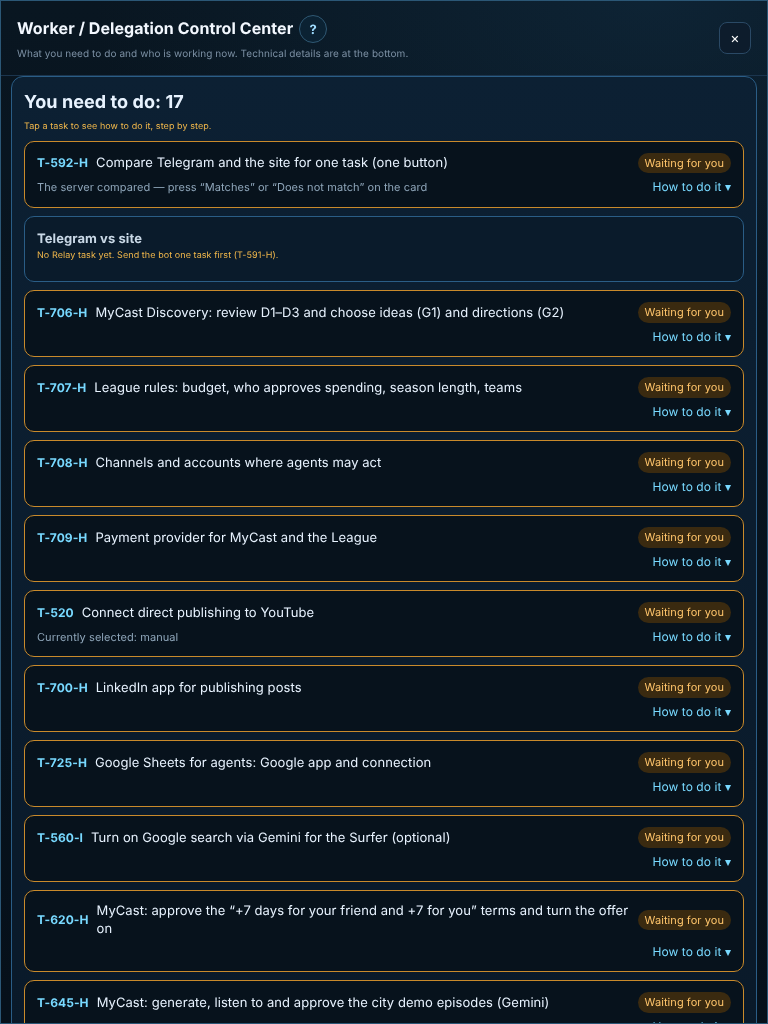 Worker / Delegation Control Center ?
What you need to do and who is working now. Technical details are at the bottom.
×
You need to do: 17
Tap a task to see how to do it, step by step.
T-592-H Compare Telegram and the site for one task (one button) Waiting for you
The server compared — press “Matches” or “Does not match” on the card How to do it ▾
Telegram vs site
No Relay task yet. Send the bot one task first (T-591-H).
T-706-H MyCast Discovery: review D1–D3 and choose ideas (G1) and directions (G2) Waiting for you
How to do it ▾
T-707-H League rules: budget, who approves spending, season length, teams Waiting for you
How to do it ▾
T-708-H Channels and accounts where agents may act Waiting for you
How to do it ▾
T-709-H Payment provider for MyCast and the League Waiting for you
How to do it ▾
T-520 Connect direct publishing to YouTube Waiting for you
Currently selected: manual How to do it ▾
T-700-H LinkedIn app for publishing posts Waiting for you
How to do it ▾
T-725-H Google Sheets for agents: Google app and connection Waiting for you
How to do it ▾
T-560-I Turn on Google search via Gemini for the Surfer (optional) Waiting for you
How to do it ▾
T-620-H MyCast: approve the “+7 days for your friend and +7 for you” terms and turn the offer on Waiting for you
How to do it ▾
T-645-H MyCast: generate, listen to and approve the city demo episodes (Gemini) Waiting for you